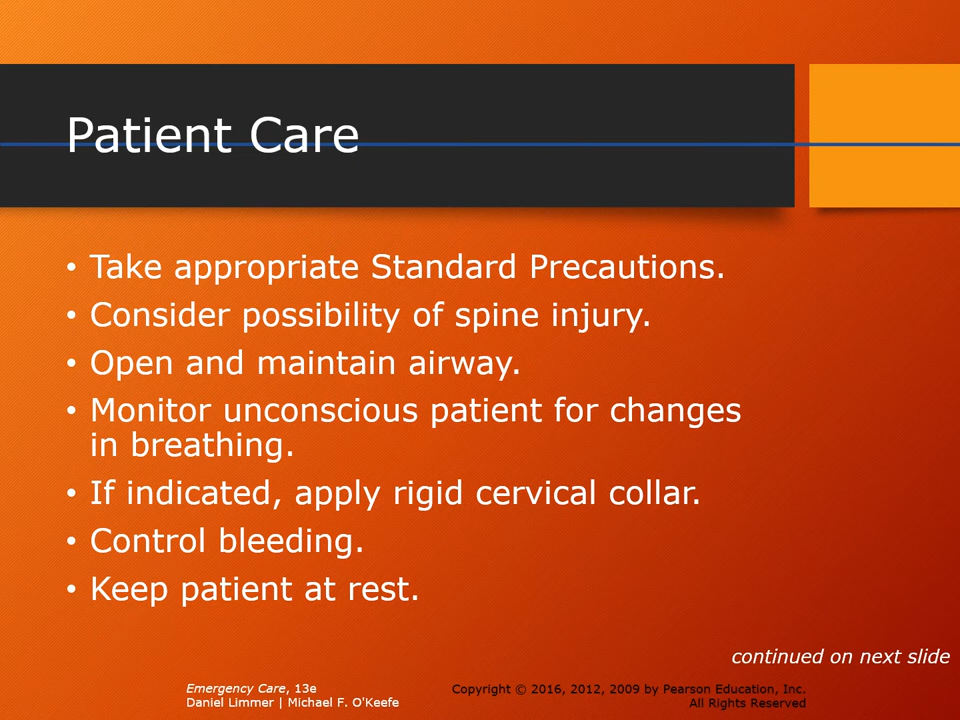 Patient Care
• Take appropriate Standard Precautions.
• Consider possibility of spine injury.
• Open and maintain airway.
• Monitor unconscious patient for changes
in breathing.
• If indicated, apply rigid cervical collar.
• Control bleeding.
• Keep patient at rest.
continued on next slide
Emergency Care, 13e
Daniel Limmer | Michael F. O'Keefe
Copyright © 2016, 2012, 2009 by Pearson Education, Inc.
All Rights Reserved